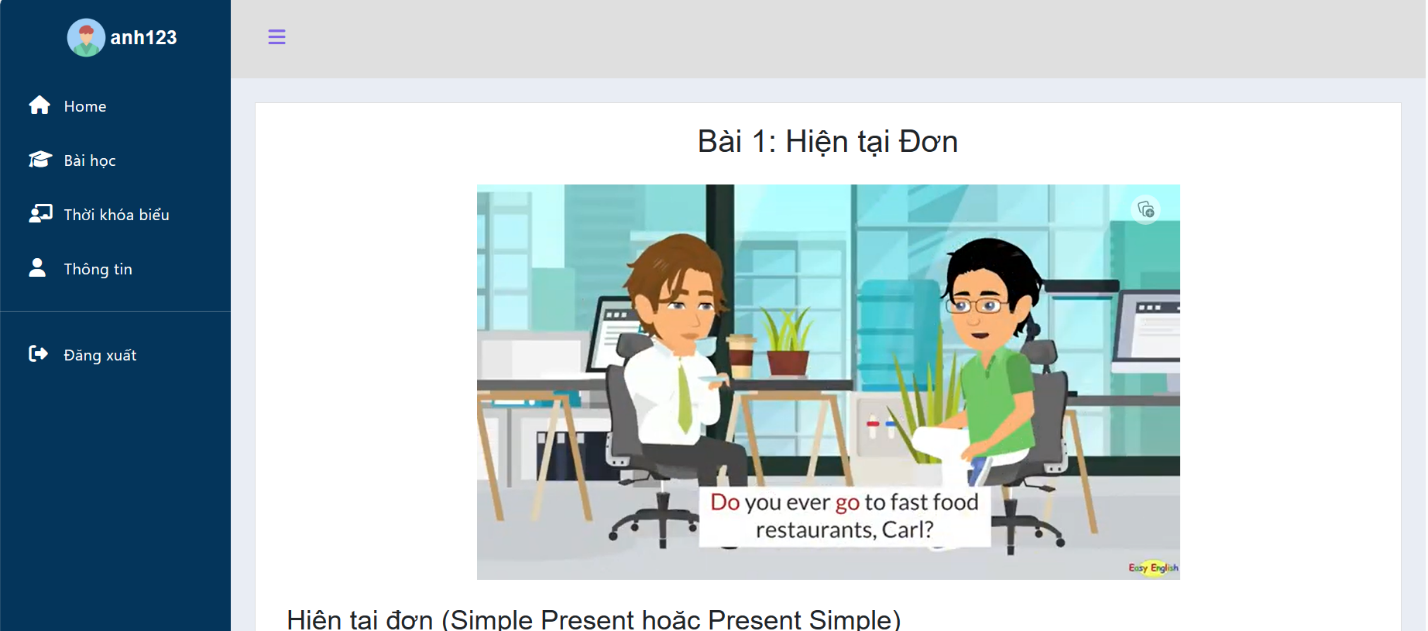 anh123
Home
Bài học
Thời khóa biểu
Thông tin
Đăng xuất
Bài 1: Hiện tại Đơn
Do you ever go to fast food
restaurants, Carl?
Easy English
Hiện tại đơn (Simple Present hoặc Present Simple)